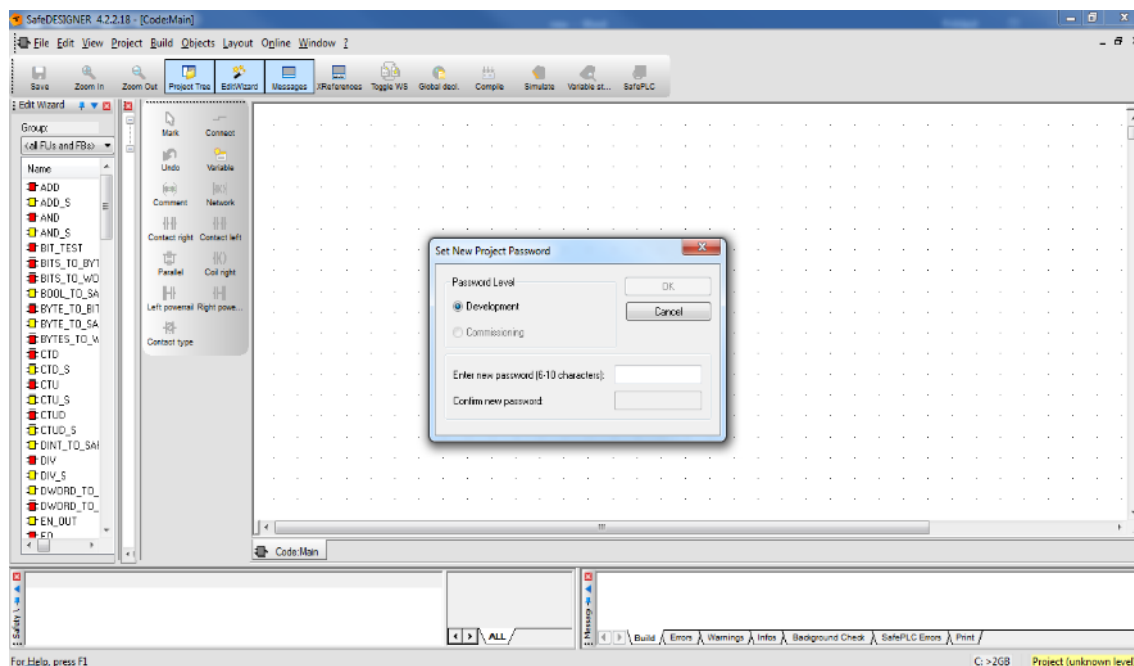 SafeDESIGNER 4.2.2.18 - [Code:Main]
File Edit View Project Build Objects Layout Online Window ?
Save Zoom In Zoom Out Project Tree EditWizard Messages XReferences Toggle WS Global decl. Compile Simulate Variable st... SafePLC
Edit Wizard
Group:
<all FUs and FBs>
Name
ADD
ADD_S
AND
AND_S
BIT_TEST
BITS_TO_BYT
BITS_TO_WO
BOOL_TO_SA
BYTE_TO_BIT
BYTE_TO_SA
BYTES_TO_W
CTD
CTD_S
CTU
CTU_S
CTUD
CTUD_S
DINT_TO_SAF
DIV
DIV_S
DWORD_TO_
DWORD_TO_
EN_OUT
Mark Connect
Undo Variable
Comment Network
Contact right Contact left
Parallel Coil right
Left powerrail Right powe...
Contact type
Set New Project Password
Password Level
Development
Commissioning
OK
Cancel
Enter new password (6-10 characters):
Confirm new password:
Code:Main
ALL
Build Errors Warnings Infos Background Check SafePLC Errors Print
For Help, press F1
C: >2GB
Project (unknown level)